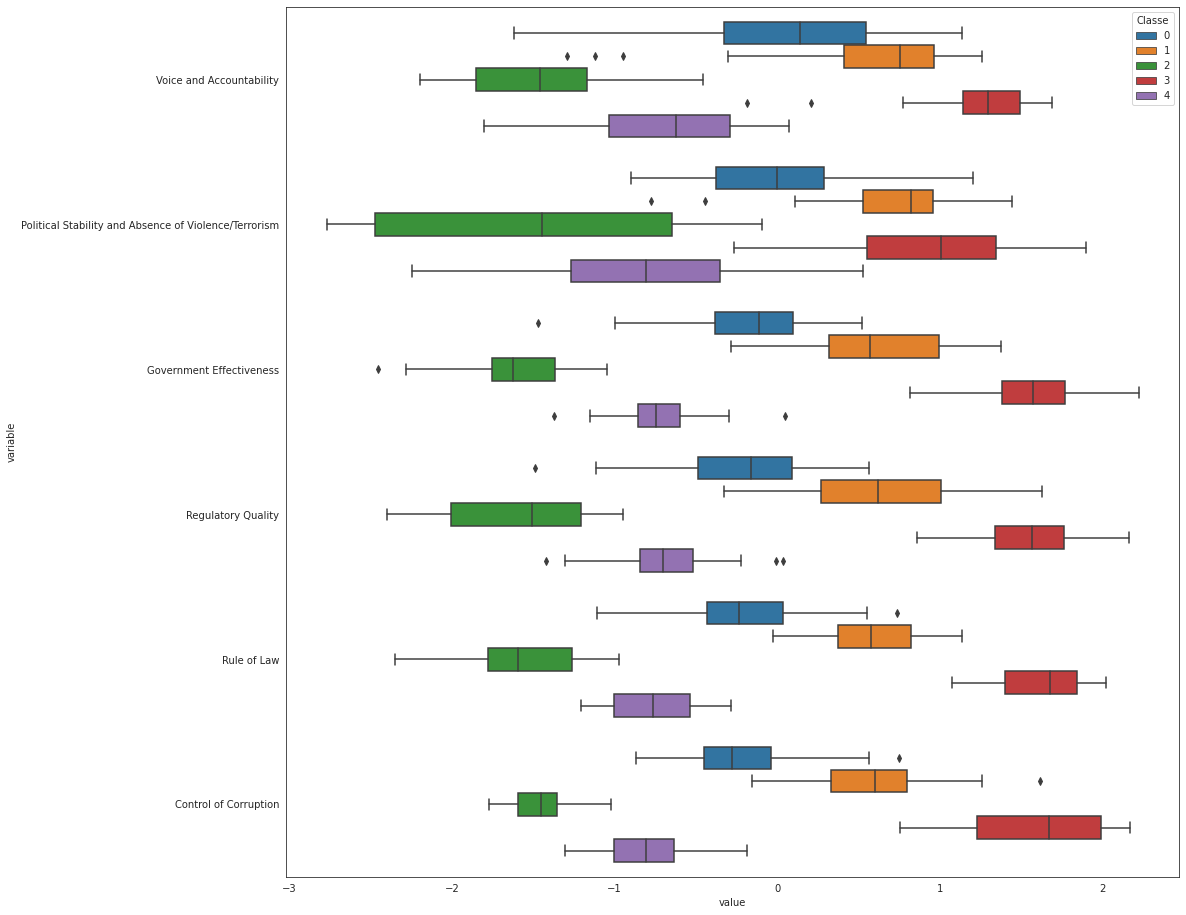 Classe
0
1
2
3
4
Voice and Accountability
Political Stability and Absence of Violence/Terrorism
Government Effectiveness
Regulatory Quality
Rule of Law
Control of Corruption
variable
−3 −2 −1 0 1 2
value